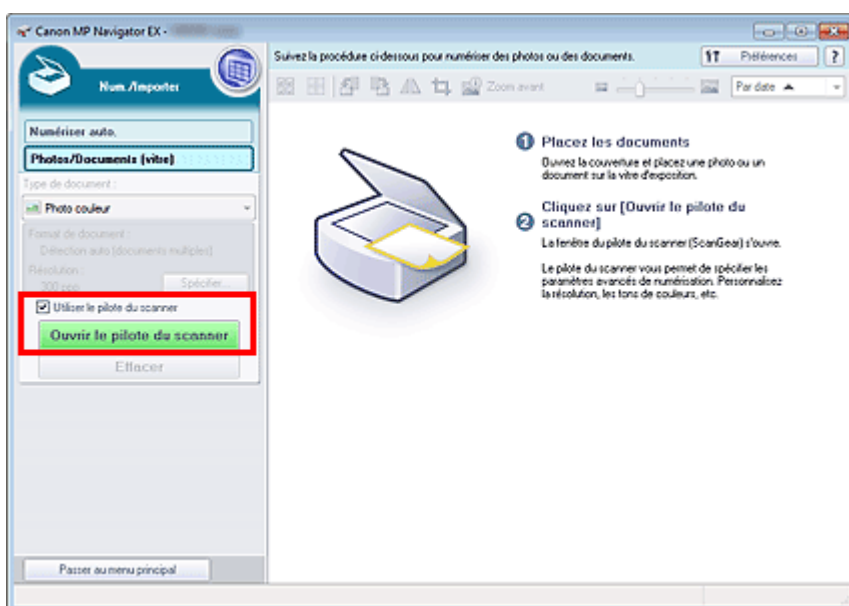 Canon MP Navigator EX -
Num./Importer
Suivez la procédure ci-dessous pour numériser des photos ou des documents.
Préférences
?
Zoom avant
Par date
Numériser auto.
Photos/Documents (vitre)
Type de document :
Photo couleur
Format de document :
Détection auto (documents multiples)
Résolution :
300 ppp
Spécifier...
Utiliser le pilote du scanner
Ouvrir le pilote du scanner
Effacer
Passer au menu principal
1 Placez les documents
Ouvrez la couverture et placez une photo ou un
document sur la vitre d'exposition.
2 Cliquez sur [Ouvrir le pilote du
scanner]
La fenêtre du pilote du scanner (ScanGear) s'ouvre.
Le pilote du scanner vous permet de spécifier les
paramètres avancés de numérisation. Personnalisez
la résolution, les tons de couleurs, etc.